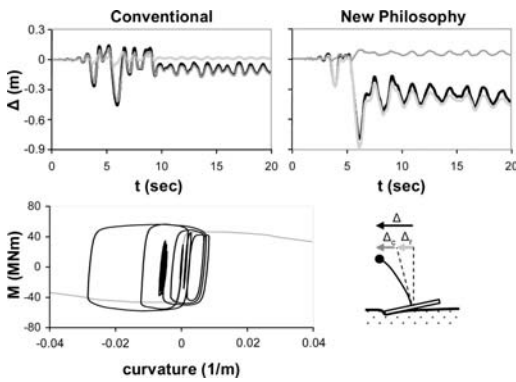 Conventional
New Philosophy
0.3
0
-0.3
-0.6
-0.9
Δ (m)
0 5 10 15 20
0 5 10 15 20
t (sec)
t (sec)
80
40
0
-40
-80
M (MNm)
-0.04 -0.02 0 0.02 0.04
curvature (1/m)
Δ
Δc Δr